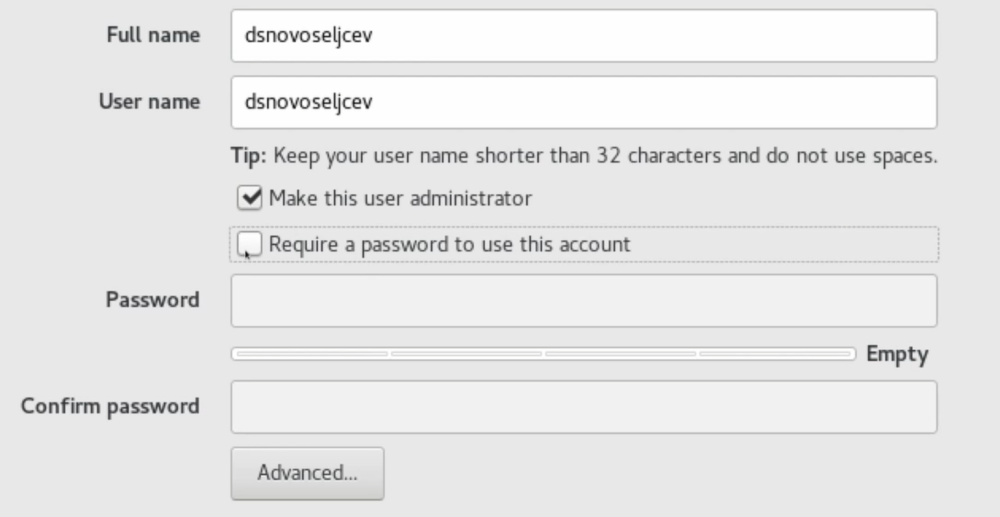 Full name dsnovoseljcev
User name dsnovoseljcev
Tip: Keep your user name shorter than 32 characters and do not use spaces.
Make this user administrator
Require a password to use this account
Password
Empty
Confirm password
Advanced...